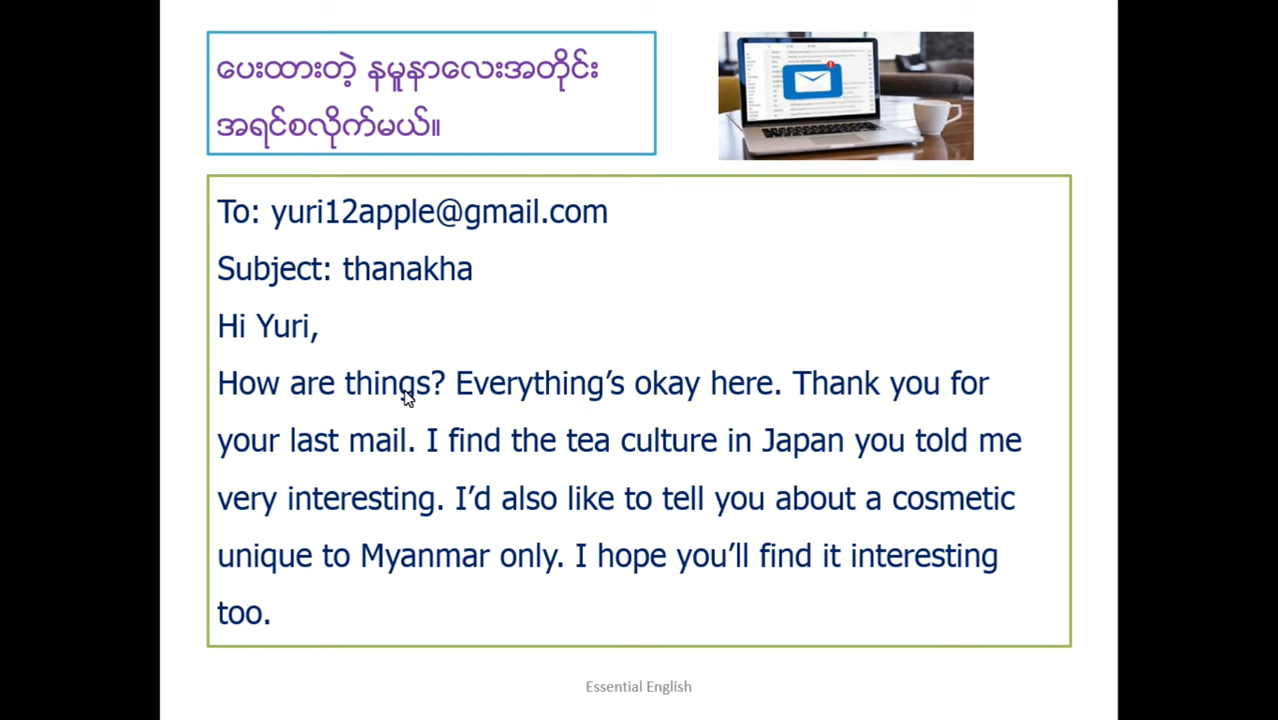 ပေးထားတဲ့ နမူနာလေးအတိုင်း
အရင်စလိုက်မယ်။
To: yuri12apple@gmail.com
Subject: thanakha
Hi Yuri,
How are things? Everything’s okay here. Thank you for
your last mail. I find the tea culture in Japan you told me
very interesting. I’d also like to tell you about a cosmetic
unique to Myanmar only. I hope you’ll find it interesting
too.
Essential English